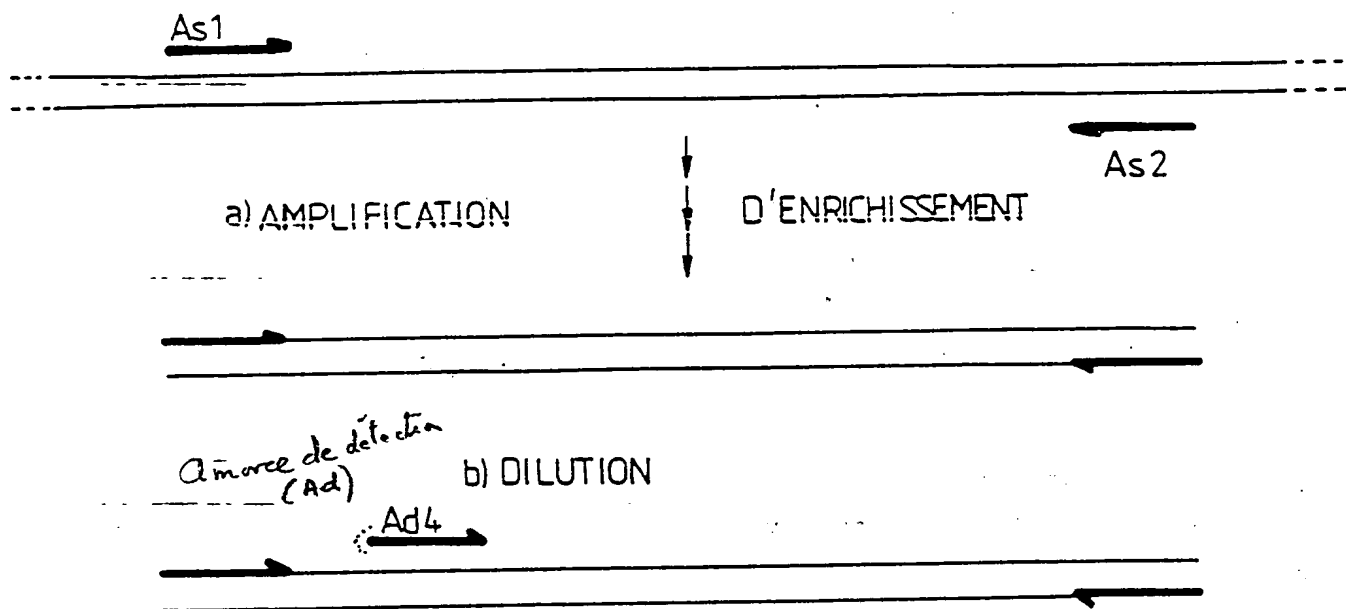 As1
As2
a) AMPLIFICATION D'ENRICHISSEMENT
Amorce de détection
(Ad)
b) DILUTION
Ad4